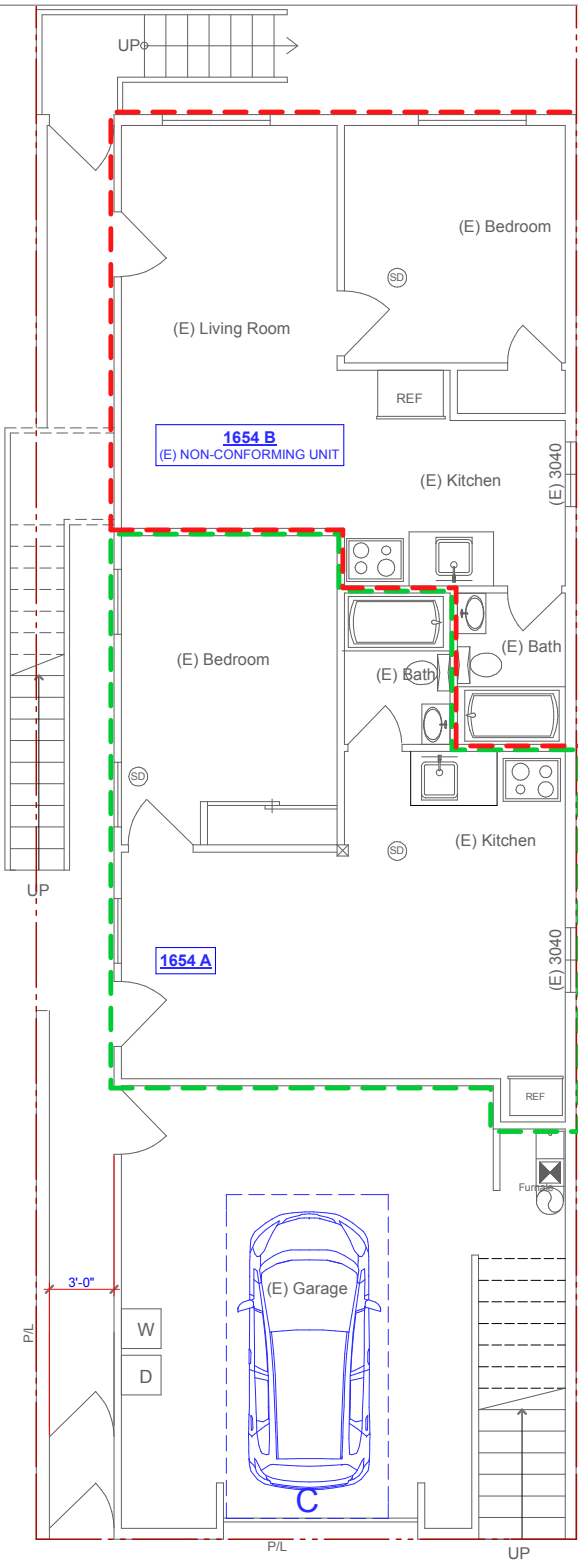 UP
(E) Bedroom
SD
(E) Living Room
REF
1654 B
(E) NON-CONFORMING UNIT
(E) 3040
(E) Kitchen
(E) Bath
(E) Bedroom
(E) Bath
SD
(E) Kitchen
SD
UP
1654 A
(E) 3040
REF
3'-0"
(E) Garage
P/L
W
D
C
P/L
UP